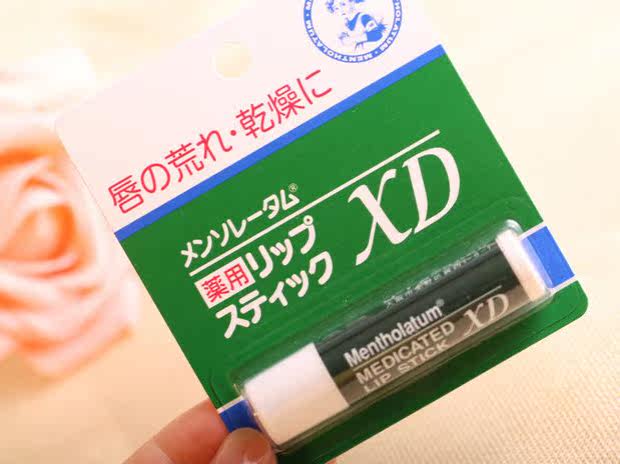 MENTHOLATUM
唇の荒れ・乾燥に
メンソレータム®
薬用リップ
スティック
XD
Mentholatum®
MEDICATED
LIP STICK
XD